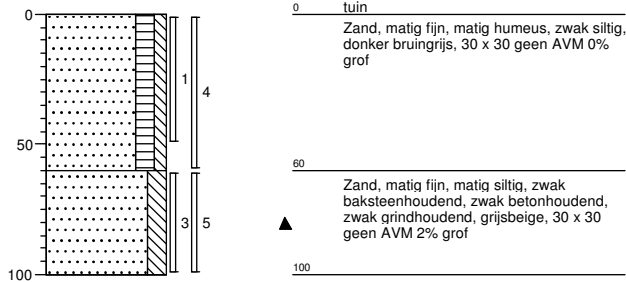 0
50
100
1
4
3
5
0
tuin
Zand, matig fijn, matig humeus, zwak siltig,
donker bruingrijs, 30 x 30 geen AVM 0%
grof
60
Zand, matig fijn, matig siltig, zwak
baksteenhoudend, zwak betonhoudend,
zwak grindhoudend, grijsbeige, 30 x 30
geen AVM 2% grof
100